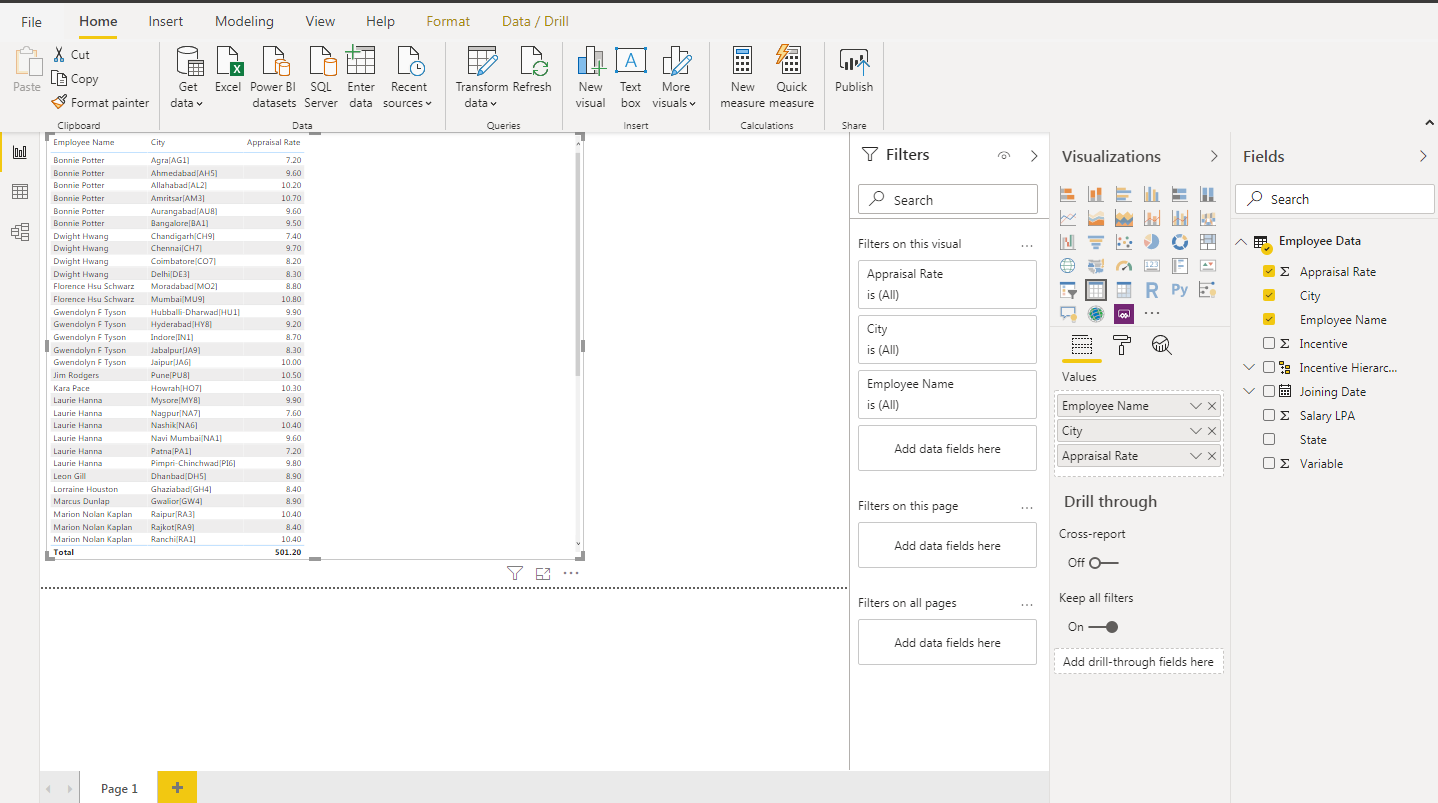 File Home Insert Modeling View Help Format Data / Drill
Paste
Cut
Copy
Format painter
Clipboard
Get data
Excel
Power BI datasets
SQL Server
Enter data
Recent sources
Data
Transform data
Refresh
Queries
New visual
Text box
More visuals
Insert
New measure
Quick measure
Calculations
Publish
Share
Employee Name City Appraisal Rate
Bonnie Potter Agra[AG1] 7.20
Bonnie Potter Ahmedabad[AH5] 9.60
Bonnie Potter Allahabad[AL2] 10.20
Bonnie Potter Amritsar[AM3] 10.70
Bonnie Potter Aurangabad[AU8] 9.60
Bonnie Potter Bangalore[BA1] 9.50
Dwight Hwang Chandigarh[CH9] 7.40
Dwight Hwang Chennai[CH7] 9.70
Dwight Hwang Coimbatore[CO7] 8.20
Dwight Hwang Delhi[DE3] 8.30
Florence Hsu Schwarz Moradabad[MO2] 8.80
Florence Hsu Schwarz Mumbai[MU9] 10.80
Gwendolyn F Tyson Hubballi-Dharwad[HU1] 9.90
Gwendolyn F Tyson Hyderabad[HY8] 9.20
Gwendolyn F Tyson Indore[IN1] 8.70
Gwendolyn F Tyson Jabalpur[JA9] 8.30
Gwendolyn F Tyson Jaipur[JA6] 10.00
Jim Rodgers Pune[PU8] 10.50
Kara Pace Howrah[HO7] 10.30
Laurie Hanna Mysore[MY8] 9.90
Laurie Hanna Nagpur[NA7] 7.60
Laurie Hanna Nashik[NA6] 10.40
Laurie Hanna Navi Mumbai[NA1] 9.60
Laurie Hanna Patna[PA1] 7.20
Laurie Hanna Pimpri-Chinchwad[PI6] 9.80
Leon Gill Dhanbad[DH5] 8.90
Lorraine Houston Ghaziabad[GH4] 8.40
Marcus Dunlap Gwalior[GW4] 8.90
Marion Nolan Kaplan Raipur[RA3] 10.40
Marion Nolan Kaplan Rajkot[RA9] 8.40
Marion Nolan Kaplan Ranchi[RA1] 10.40
Total 501.20
Filters
Search
Filters on this visual
Appraisal Rate
is (All)
City
is (All)
Employee Name
is (All)
Add data fields here
Filters on this page
Add data fields here
Filters on all pages
Add data fields here
Visualizations
123
R Py
Values
Employee Name
City
Appraisal Rate
Drill through
Cross-report
Off
Keep all filters
On
Add drill-through fields here
Fields
Search
Employee Data
Appraisal Rate
City
Employee Name
Incentive
Incentive Hierarc...
Joining Date
Salary LPA
State
Variable
Page 1